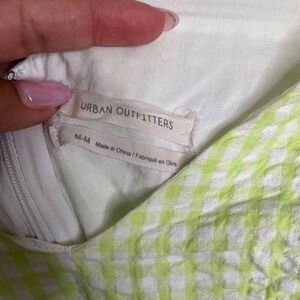 URBAN OUTFITTERS
M-M Made in China / Fabriqué en Chine